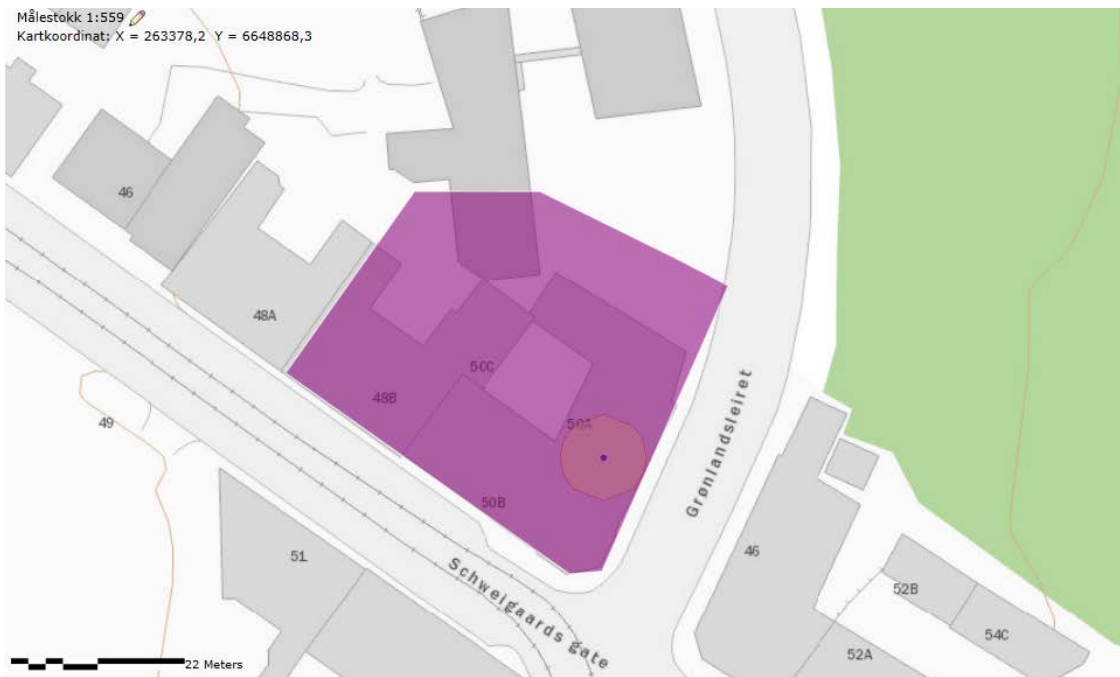 Målestokk 1:559
Kartkoordinat: X = 263378,2 Y = 6648868,3
46
48A
50C
48B
49
50A
50B
Grønlandsleiret
51
Schweigaards gate
46
52B
54C
52A
22 Meters